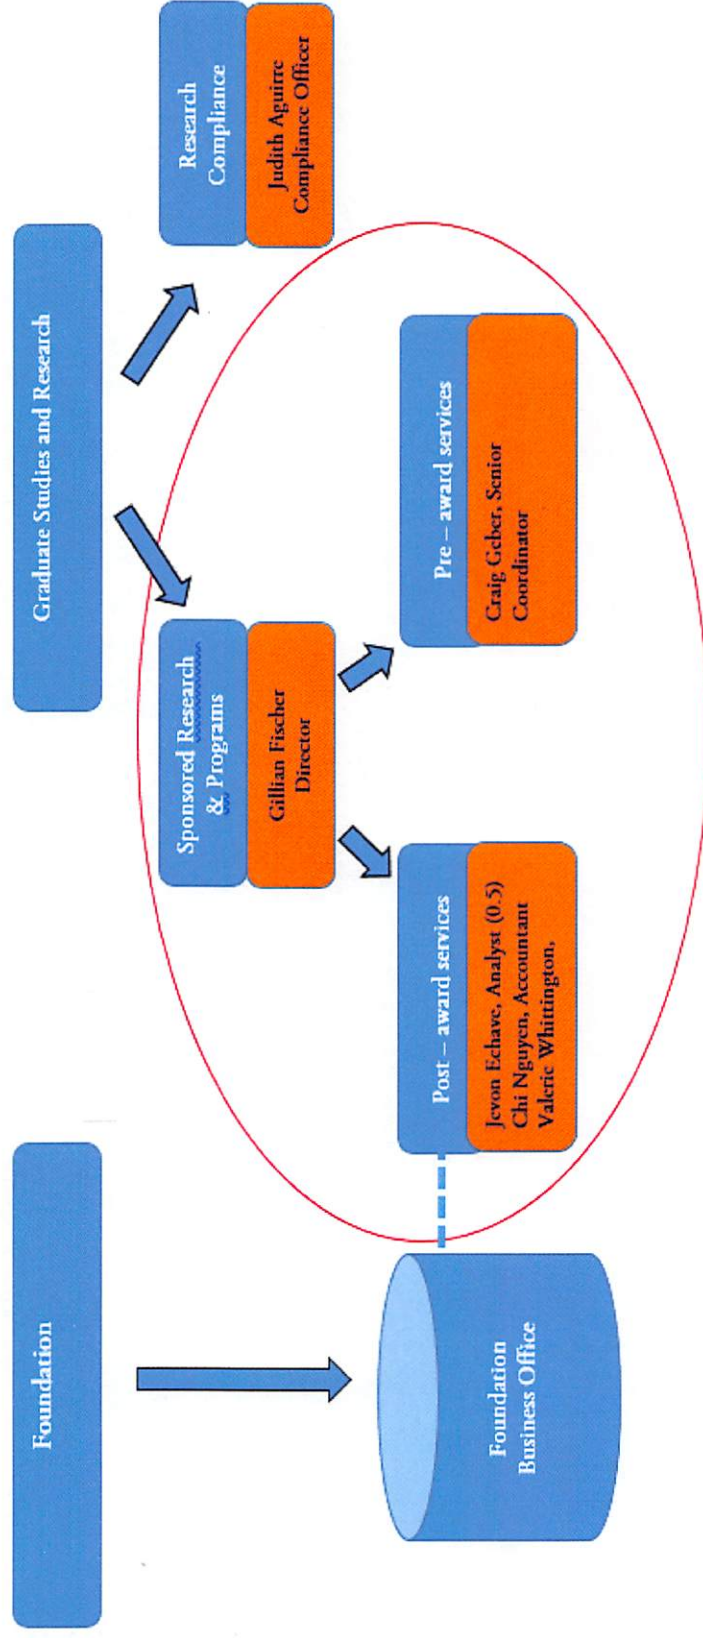 Foundation
Graduate Studies and Research
Sponsored Research
& Programs
Gillian Fischer
Director
Research
Compliance
Judith Aguirre
Compliance Officer
Foundation
Business Office
Post – award services
Jevon Echave, Analyst (0.5)
Chi Nguyen, Accountant
Valerie Whittington,
Pre – award services
Craig Geber, Senior
Coordinator